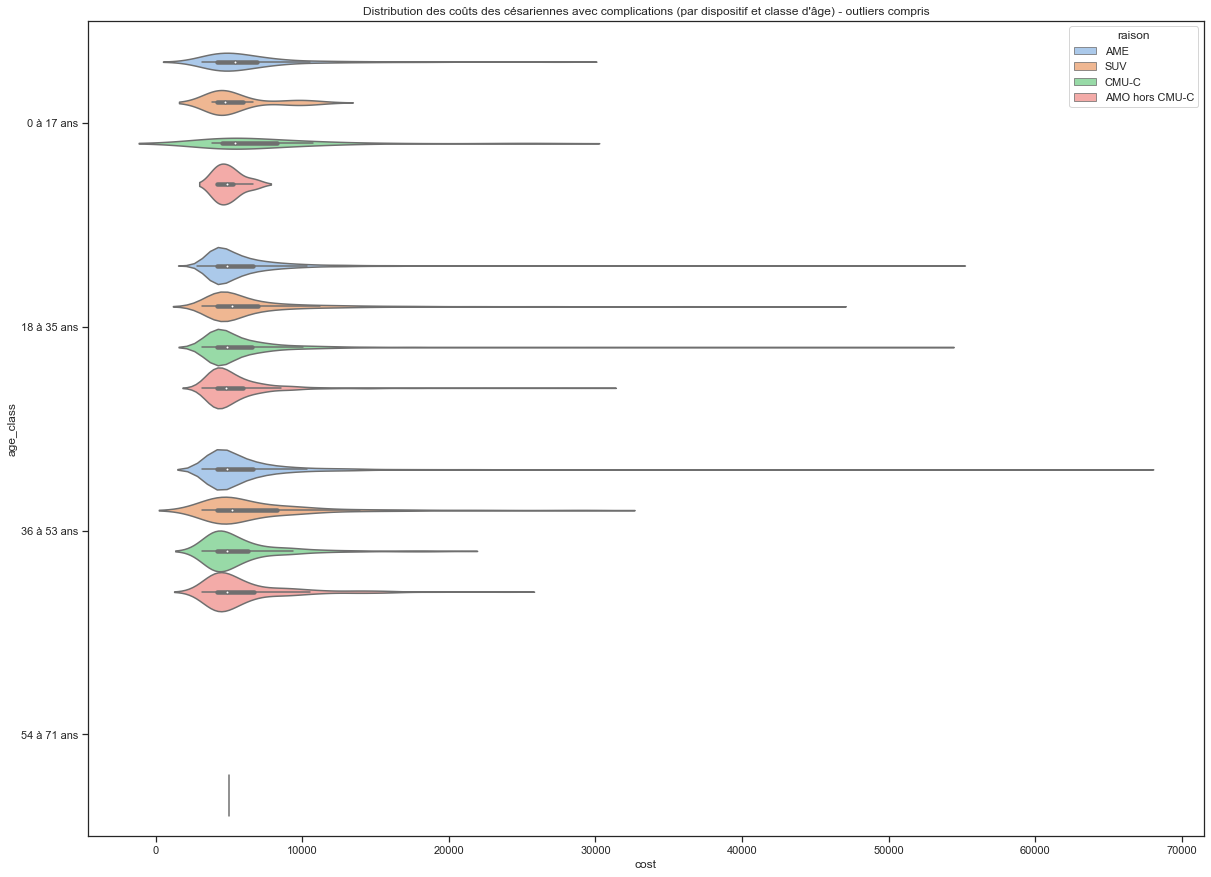 Distribution des coûts des césariennes avec complications (par dispositif et classe d'âge) - outliers compris
raison
AME
SUV
CMU-C
AMO hors CMU-C
0 à 17 ans
18 à 35 ans
age_class
36 à 53 ans
54 à 71 ans
0 10000 20000 30000 40000 50000 60000 70000
cost